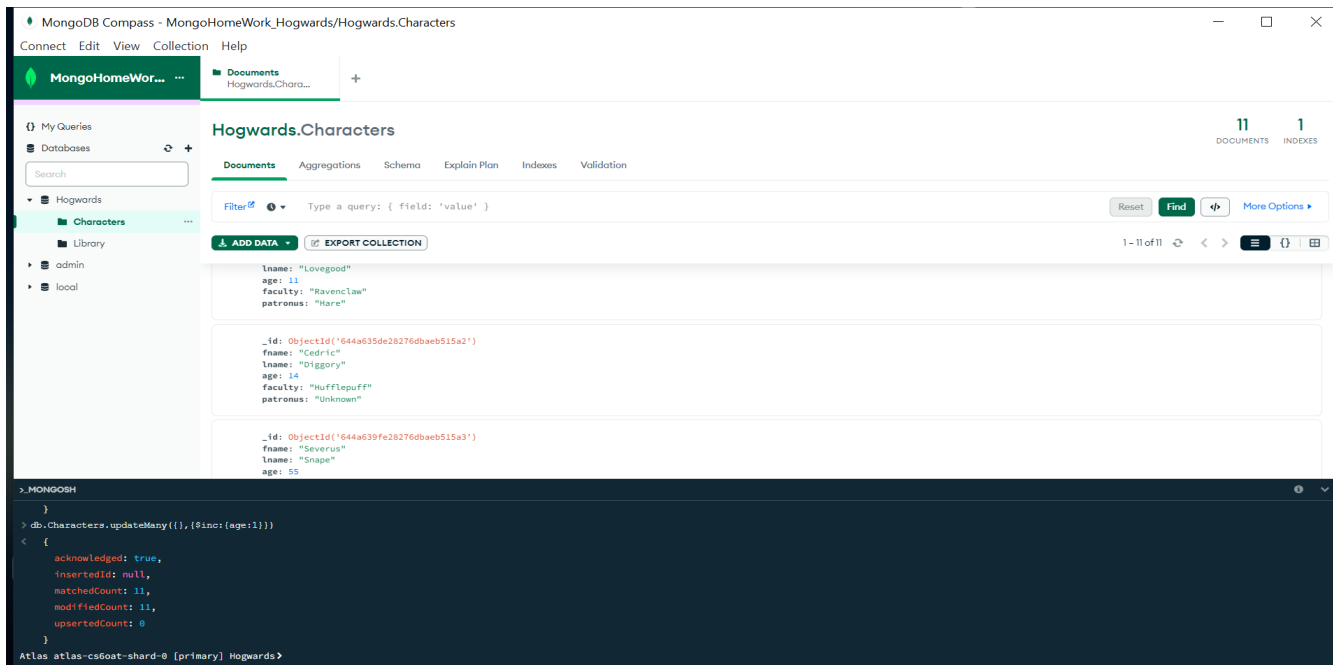 MongoDB Compass - MongoHomeWork_Hogwards/Hogwards.Characters
Connect Edit View Collection Help
MongoHomeWor... ...
Documents
Hogwards.Chara...
+
{} My Queries
Databases
Search
Hogwards
Characters ...
Library
admin
local
Hogwards.Characters
11
DOCUMENTS
1
INDEXES
Documents Aggregations Schema Explain Plan Indexes Validation
Filter Type a query: { field: 'value' } Reset Find </> More Options
ADD DATA EXPORT COLLECTION 1 – 11 of 11 < > {}
lname: "Lovegood"
age: 11
faculty: "Ravenclaw"
patronus: "Hare"
_id: ObjectId('644a635de28276dbaeb515a2')
fname: "Cedric"
lname: "Diggory"
age: 14
faculty: "Hufflepuff"
patronus: "Unknown"
_id: ObjectId('644a639fe28276dbaeb515a3')
fname: "Severus"
lname: "Snape"
age: 55
>_MONGOSH
}
> db.Characters.updateMany({},{$inc:{age:1}})
< {
acknowledged: true,
insertedId: null,
matchedCount: 11,
modifiedCount: 11,
upsertedCount: 0
}
Atlas atlas-cs6oat-shard-0 [primary] Hogwards>